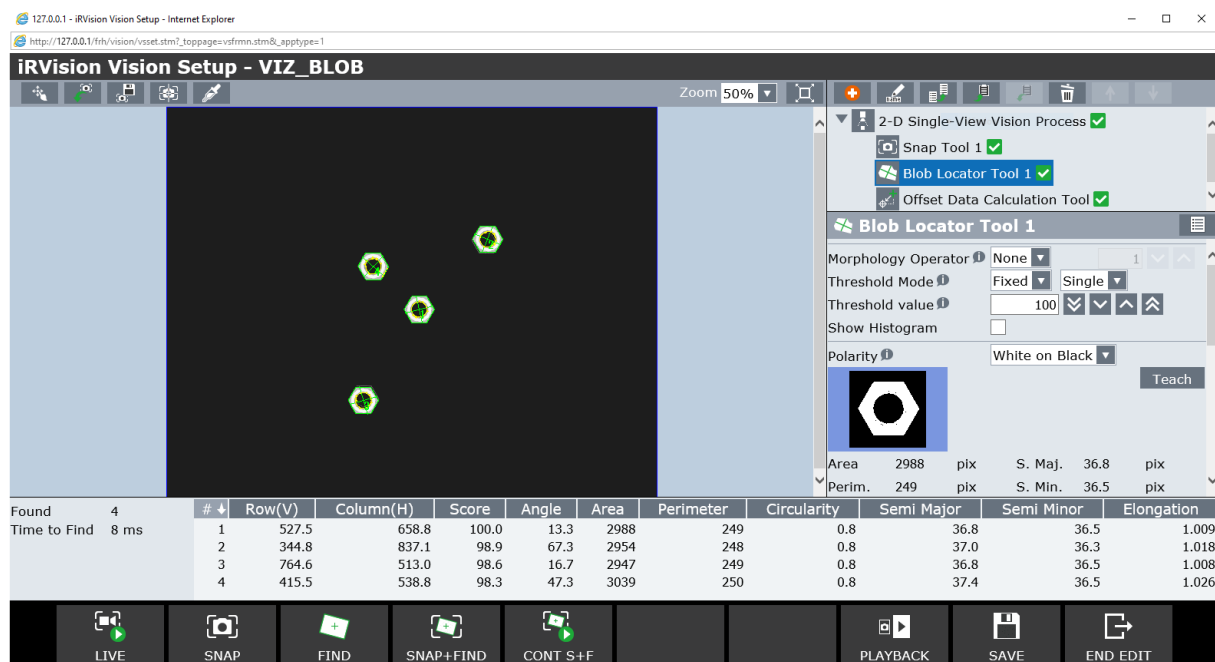 127.0.0.1 - iRVision Vision Setup - Internet Explorer
http://127.0.0.1/frh/vision/vsset.stm?_toppage=vsfrmn.stm&_apptype=1
iRVision Vision Setup - VIZ_BLOB
Zoom 50%
2-D Single-View Vision Process
Snap Tool 1
Blob Locator Tool 1
Offset Data Calculation Tool
Blob Locator Tool 1
Morphology Operator None 1
Threshold Mode Fixed Single
Threshold value 100
Show Histogram
Polarity White on Black
Teach
Area 2988 pix S. Maj. 36.8 pix
Perim. 249 pix S. Min. 36.5 pix
Found 4
Time to Find 8 ms
# Row(V) Column(H) Score Angle Area Perimeter Circularity Semi Major Semi Minor Elongation
1 527.5 658.8 100.0 13.3 2988 249 0.8 36.8 36.5 1.009
2 344.8 837.1 98.9 67.3 2954 248 0.8 37.0 36.3 1.018
3 764.6 513.0 98.6 16.7 2947 249 0.8 36.8 36.5 1.008
4 415.5 538.8 98.3 47.3 3039 250 0.8 37.4 36.5 1.026
LIVE SNAP FIND SNAP+FIND CONT S+F PLAYBACK SAVE END EDIT